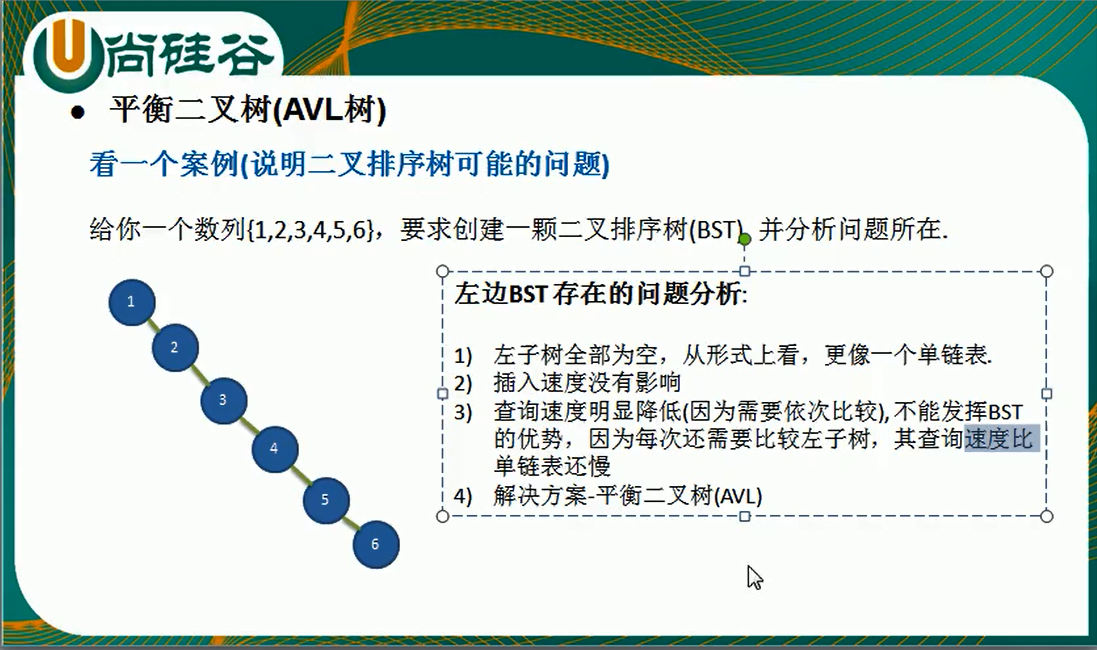 尚硅谷
● 平衡二叉树(AVL树)
看一个案例(说明二叉排序树可能的问题)
给你一个数列{1,2,3,4,5,6}，要求创建一颗二叉排序树(BST), 并分析问题所在.
左边BST 存在的问题分析:
1) 左子树全部为空，从形式上看，更像一个单链表.
2) 插入速度没有影响
3) 查询速度明显降低(因为需要依次比较), 不能发挥BST
的优势，因为每次还需要比较左子树，其查询速度比
单链表还慢
4) 解决方案-平衡二叉树(AVL)
1
2
3
4
5
6